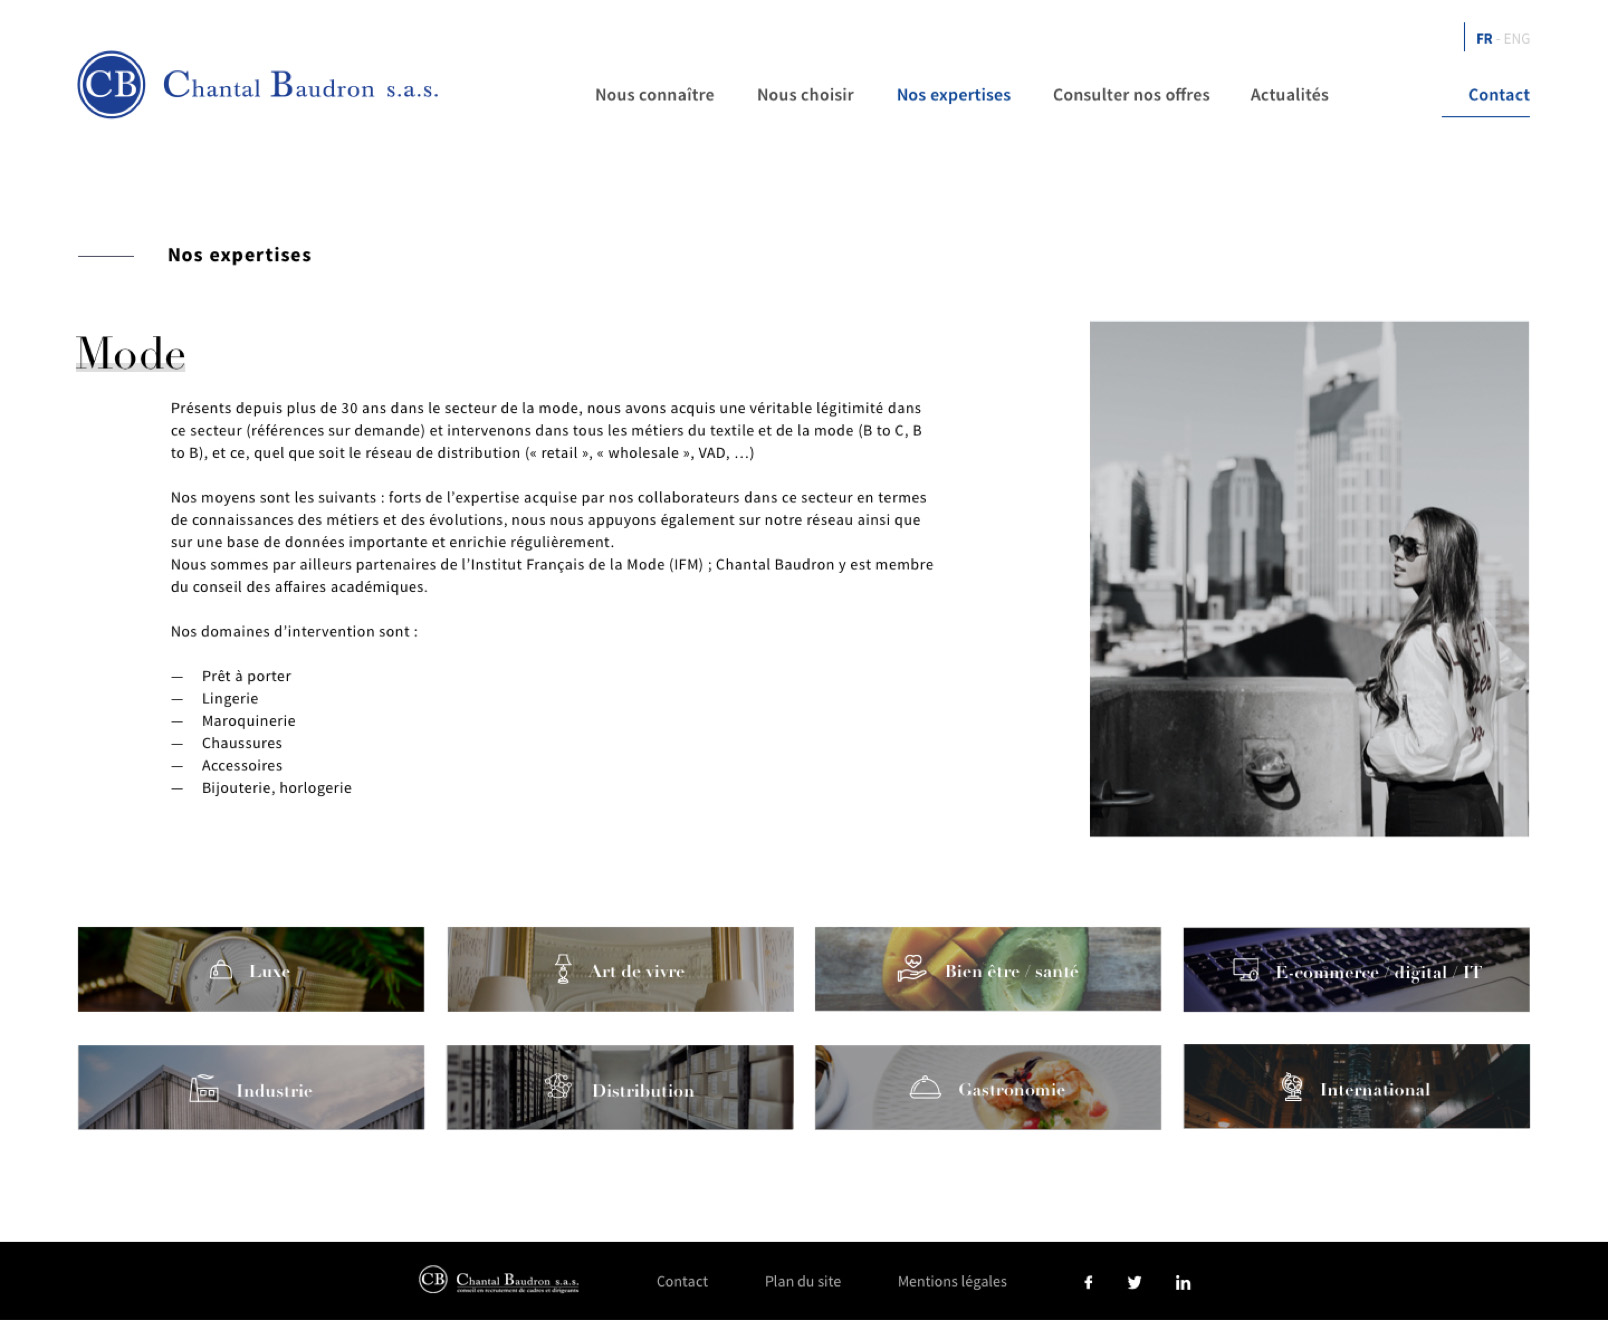 FR - ENG
CB Chantal Baudron s.a.s.
Nous connaître Nous choisir Nos expertises Consulter nos offres Actualités Contact
Nos expertises
Mode
Présents depuis plus de 30 ans dans le secteur de la mode, nous avons acquis une véritable légitimité dans
ce secteur (références sur demande) et intervenons dans tous les métiers du textile et de la mode (B to C, B
to B), et ce, quel que soit le réseau de distribution (« retail », « wholesale », VAD, …)
Nos moyens sont les suivants : forts de l’expertise acquise par nos collaborateurs dans ce secteur en termes
de connaissances des métiers et des évolutions, nous nous appuyons également sur notre réseau ainsi que
sur une base de données importante et enrichie régulièrement.
Nous sommes par ailleurs partenaires de l’Institut Français de la Mode (IFM) ; Chantal Baudron y est membre
du conseil des affaires académiques.
Nos domaines d’intervention sont :
— Prêt à porter
— Lingerie
— Maroquinerie
— Chaussures
— Accessoires
— Bijouterie, horlogerie
Luxe Art de vivre Bien être / santé E-commerce / digital / IT
Industrie Distribution Gastronomie International
CB Chantal Baudron s.a.s.
conseil en recrutement de cadres et dirigeants
Contact Plan du site Mentions légales